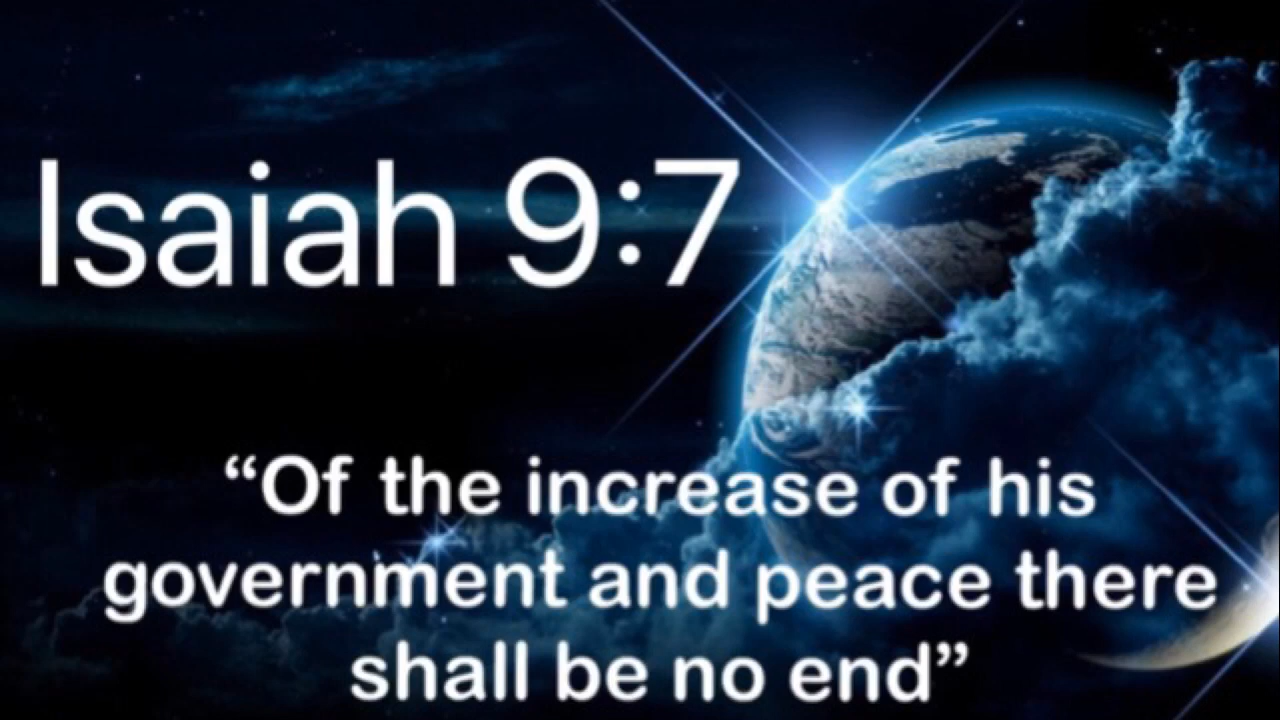 Isaiah 9:7
“Of the increase of his
government and peace there
shall be no end”